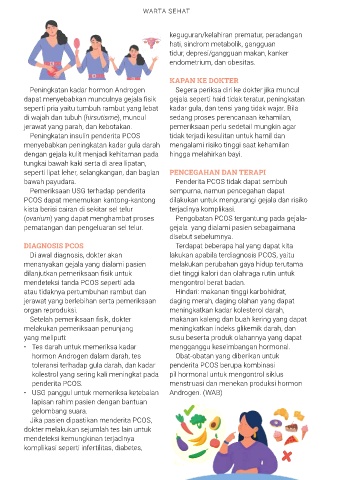 WARTA SEHAT
Peningkatan kadar hormon Androgen
dapat menyebabkan munculnya gejala fisik
seperti pria yaitu tumbuh rambut yang lebat
di wajah dan tubuh (hirsutisme), muncul
jerawat yang parah, dan kebotakan.
Peningkatan insulin penderita PCOS
menyebabkan peningkatan kadar gula darah
dengan gejala kulit menjadi kehitaman pada
tungkai bawah kaki serta di area lipatan,
seperti lipat leher, selangkangan, dan bagian
bawah payudara.
Pemeriksaan USG terhadap penderita
PCOS dapat menemukan kantong-kantong
kista berisi cairan di sekitar sel telur
(ovarium) yang dapat menghambat proses
pematangan dan pengeluaran sel telur.
DIAGNOSIS PCOS
Di awal diagnosis, dokter akan
menanyakan gejala yang dialami pasien
dilanjutkan pemeriksaan fisik untuk
mendeteksi tanda PCOS seperti ada
atau tidaknya pertumbuhan rambut dan
jerawat yang berlebihan serta pemeriksaan
organ reproduksi.
Setelah pemeriksaan fisik, dokter
melakukan pemeriksaan penunjang
yang meliputi:
• Tes darah untuk memeriksa kadar
hormon Androgen dalam darah, tes
toleransi terhadap gula darah, dan kadar
kolestrol yang sering kali meningkat pada
penderita PCOS.
• USG panggul untuk memeriksa ketebalan
lapisan rahim pasien dengan bantuan
gelombang suara.
Jika pasien dipastikan menderita PCOS,
dokter melakukan sejumlah tes lain untuk
mendeteksi kemungkinan terjadinya
komplikasi seperti infertilitas, diabetes,
keguguran/kelahiran prematur, peradangan
hati, sindrom metabolik, gangguan
tidur, depresi/gangguan makan, kanker
endometrium, dan obesitas.
KAPAN KE DOKTER
Segera periksa diri ke dokter jika muncul
gejala seperti haid tidak teratur, peningkatan
kadar gula, dan tensi yang tidak wajar. Bila
sedang proses perencanaan kehamilan,
pemeriksaan perlu sedetail mungkin agar
tidak terjadi kesulitan untuk hamil dan
mengalami risiko tinggi saat kehamilan
hingga melahirkan bayi.
PENCEGAHAN DAN TERAPI
Penderita PCOS tidak dapat sembuh
sempurna, namun pencegahan dapat
dilakukan untuk mengurangi gejala dan risiko
terjadinya komplikasi.
Pengobatan PCOS tergantung pada gejala-
gejala yang dialami pasien sebagaimana
disebut sebelumnya.
Terdapat beberapa hal yang dapat kita
lakukan apabila terdiagnosis PCOS, yaitu
melakukan perubahan gaya hidup terutama
diet tinggi kalori dan olahraga rutin untuk
mengontrol berat badan.
Hindari makanan tinggi karbohidrat,
daging merah, daging olahan yang dapat
meningkatkan kadar kolesterol darah,
makanan kaleng dan buah kering yang dapat
meningkatkan indeks glikemik darah, dan
susu beserta produk olahannya yang dapat
mengganggu keseimbangan hormonal.
Obat-obatan yang diberikan untuk
penderita PCOS berupa kombinasi
pil hormonal untuk mengontrol siklus
menstruasi dan menekan produksi hormon
Androgen. (WAB)